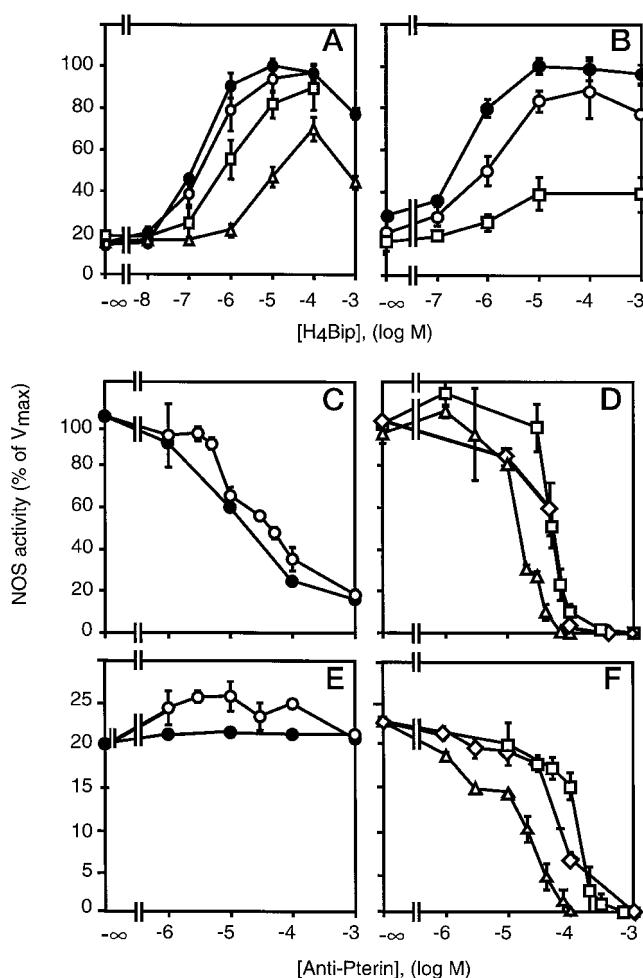 A
B
100
80
60
40
20
0
-∞ -8 -7 -6 -5 -4 -3
-∞ -7 -6 -5 -4 -3
[H4Bip], (log M)
NOS activity (% of Vmax)
C
D
100
80
60
40
20
0
E
F
25
20
15
10
5
0
-∞ -6 -5 -4 -3
-∞ -6 -5 -4 -3
[Anti-Pterin], (log M)